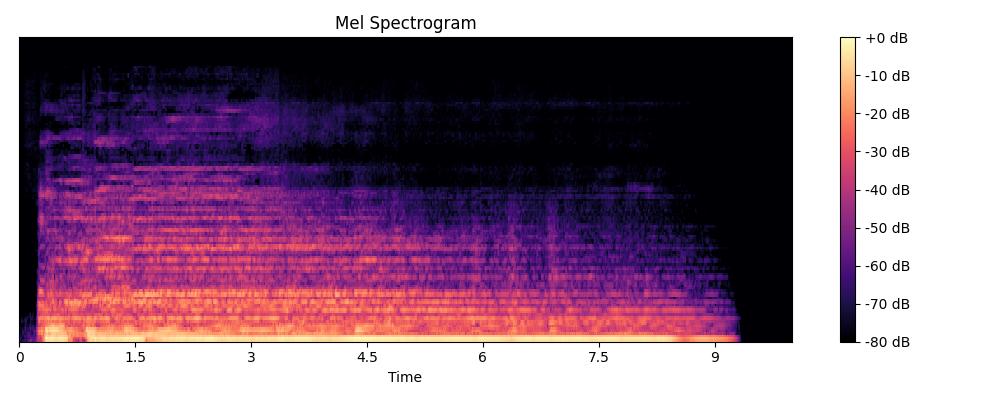 Mel Spectrogram
+0 dB
-10 dB
-20 dB
-30 dB
-40 dB
-50 dB
-60 dB
-70 dB
-80 dB
0 1.5 3 4.5 6 7.5 9
Time